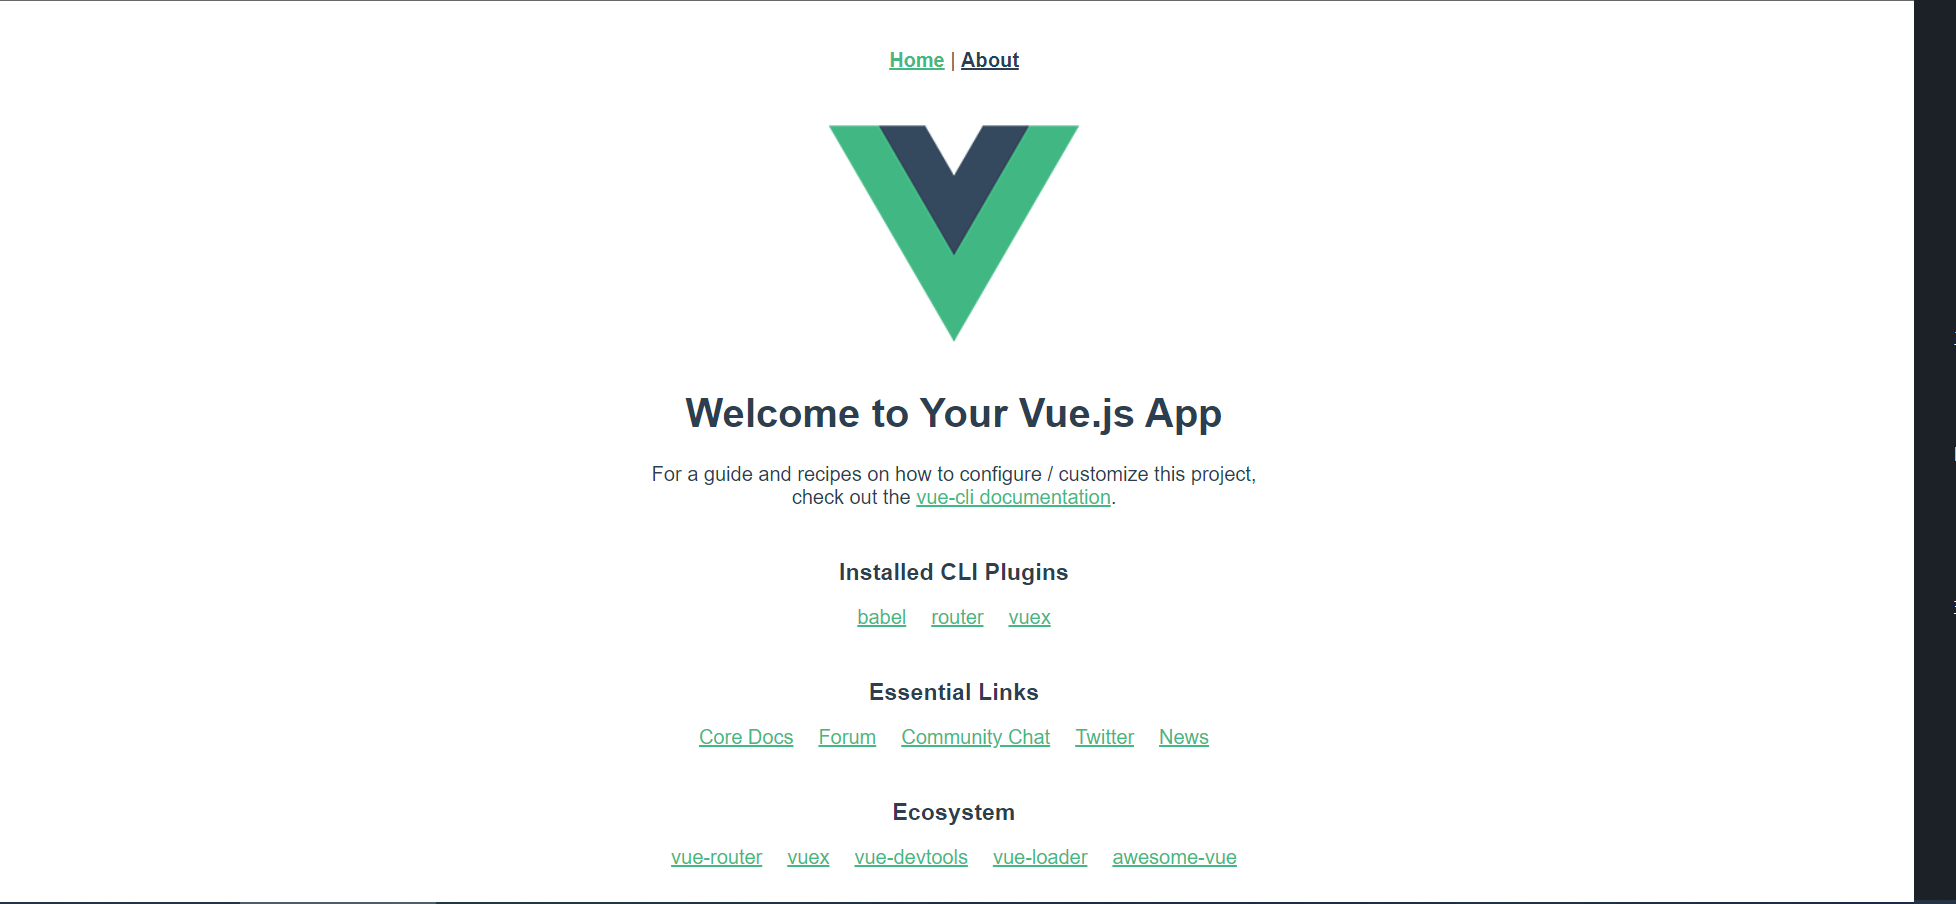 Home | About
Welcome to Your Vue.js App
For a guide and recipes on how to configure / customize this project,
check out the vue-cli documentation.
Installed CLI Plugins
babel router vuex
Essential Links
Core Docs Forum Community Chat Twitter News
Ecosystem
vue-router vuex vue-devtools vue-loader awesome-vue